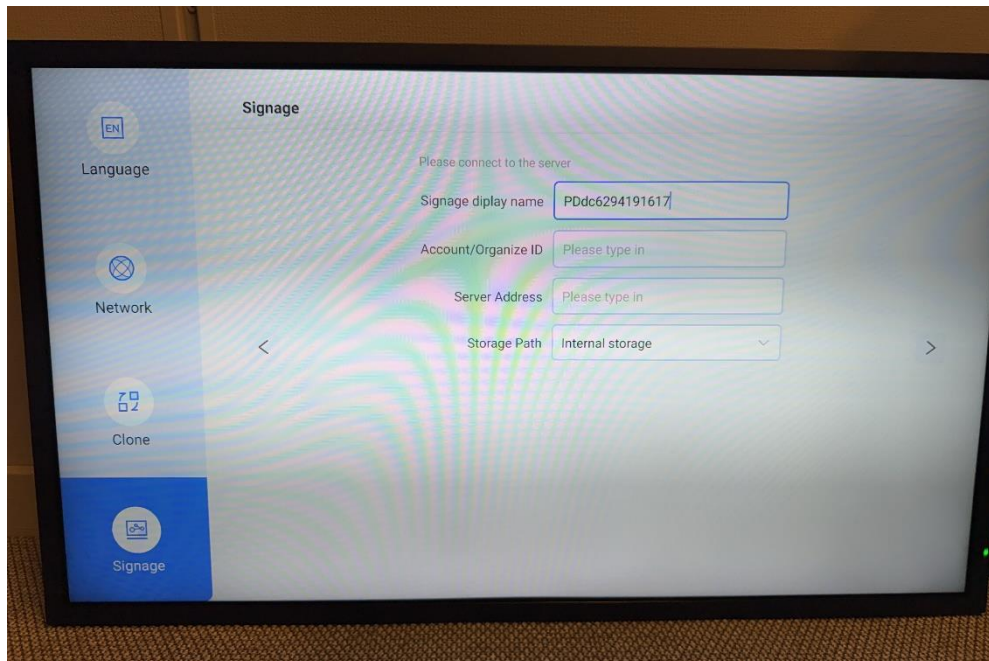 EN
Language
Network
Clone
Signage
Signage
Please connect to the server
Signage diplay name PDdc6294191617
Account/Organize ID Please type in
Server Address Please type in
Storage Path Internal storage